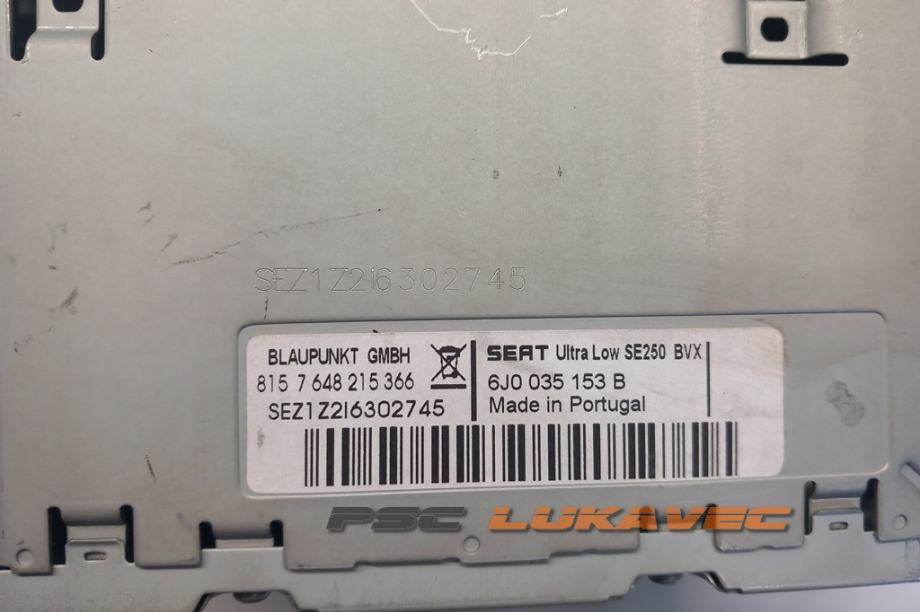 SEZ1Z2I6302745
BLAUPUNKT GMBH
815 7 648 215 366
SEZ1Z2I6302745
SEAT Ultra Low SE250 BVX
6J0 035 153 B
Made in Portugal
PSC LUKAVEC